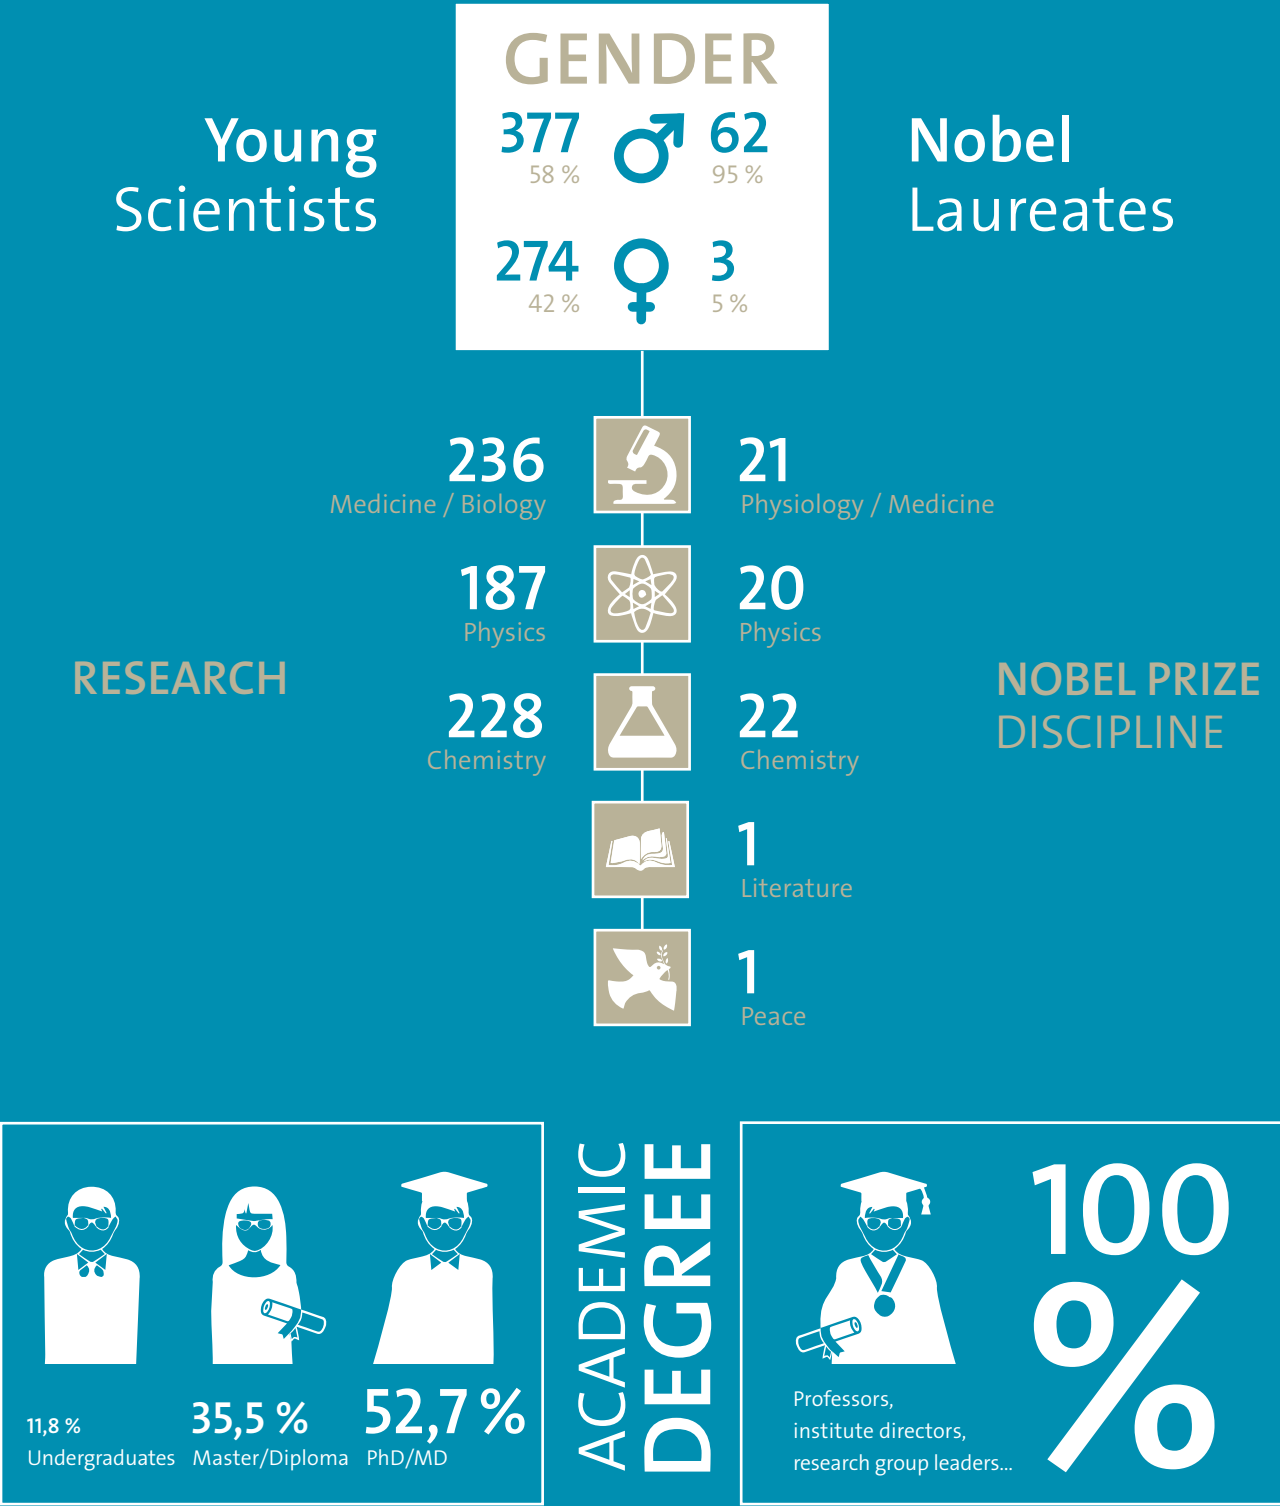 GENDER
Young
Scientists
377
58 %
62
95 %
Nobel
Laureates
274
42 %
3
5 %
236
Medicine / Biology
21
Physiology / Medicine
187
Physics
20
Physics
RESEARCH
228
Chemistry
22
Chemistry
NOBEL PRIZE
DISCIPLINE
1
Literature
1
Peace
11,8 %
Undergraduates
35,5 %
Master/Diploma
52,7 %
PhD/MD
ACADEMIC
DEGREE
Professors,
institute directors,
research group leaders...
100
%